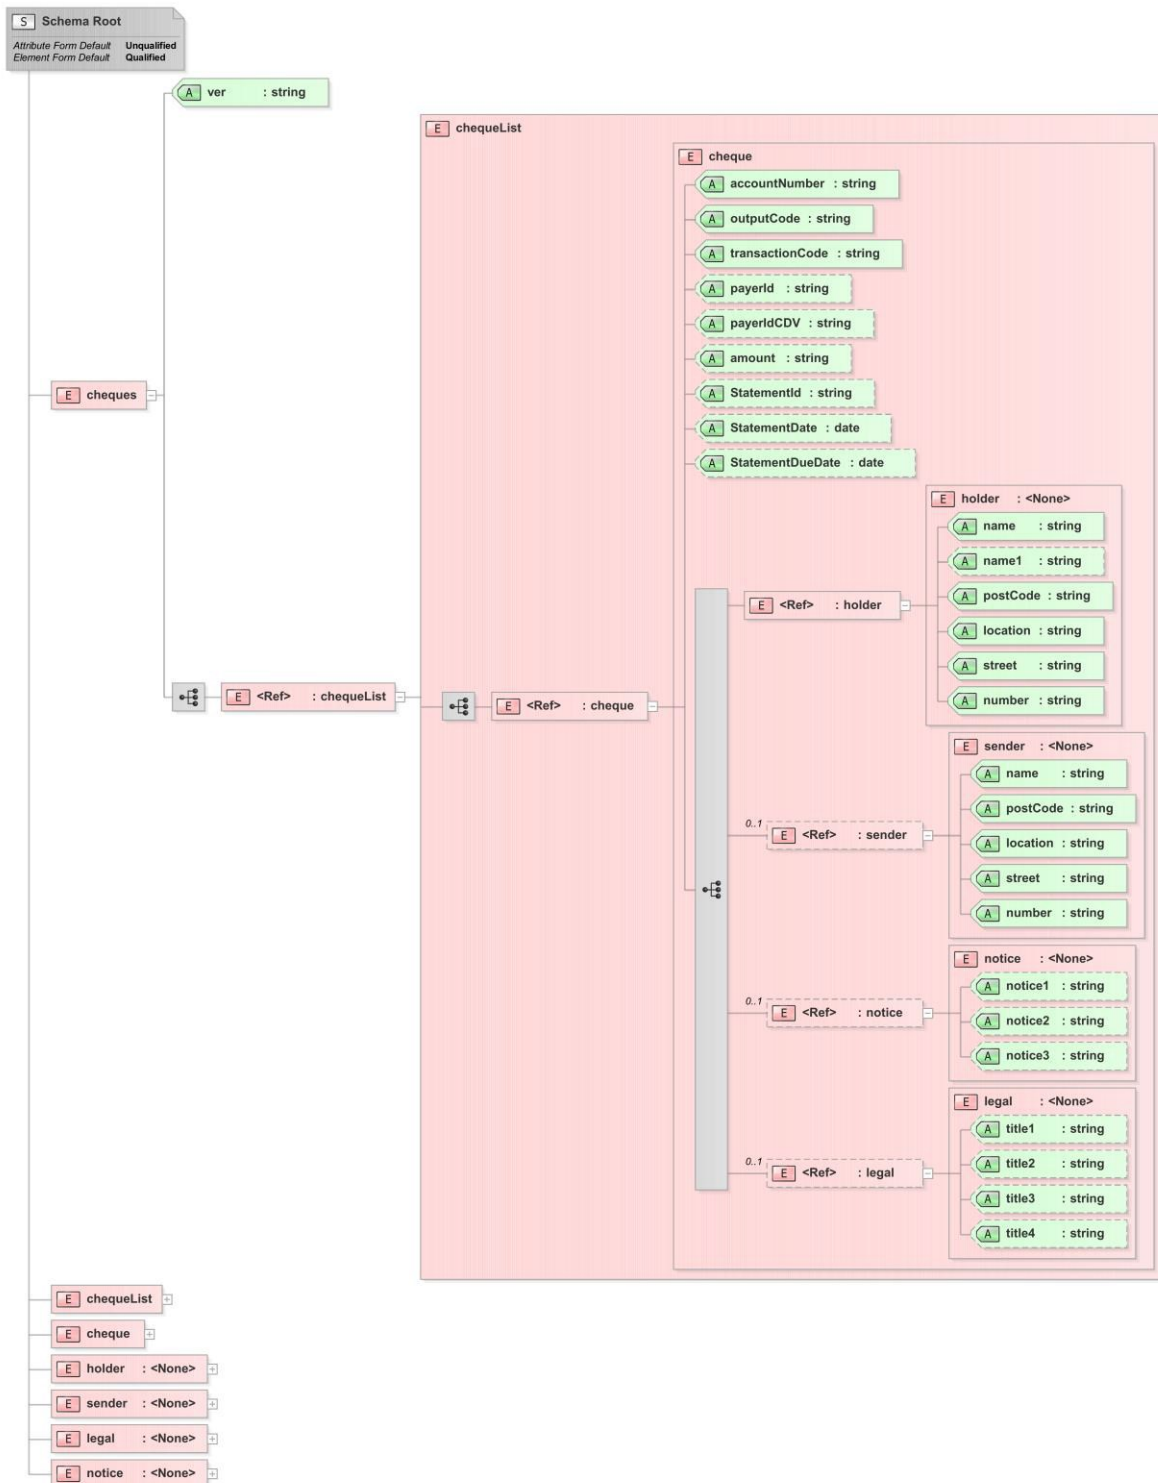 S Schema Root
Attribute Form Default Unqualified
Element Form Default Qualified
A ver : string
E chequeList
E cheque
A accountNumber : string
A outputCode : string
A transactionCode : string
A payerId : string
A payerIdCDV : string
A amount : string
E cheques
A StatementId : string
A StatementDate : date
A StatementDueDate : date
E holder : <None>
A name : string
A name1 : string
A postCode : string
E <Ref> : holder
A location : string
A street : string
E <Ref> : chequeList
A number : string
E <Ref> : cheque
E sender : <None>
A name : string
A postCode : string
0..1
E <Ref> : sender
A location : string
A street : string
A number : string
E notice : <None>
A notice1 : string
0..1
E <Ref> : notice
A notice2 : string
A notice3 : string
E legal : <None>
A title1 : string
0..1
E <Ref> : legal
A title2 : string
A title3 : string
A title4 : string
E chequeList
E cheque
E holder : <None>
E sender : <None>
E legal : <None>
E notice : <None>